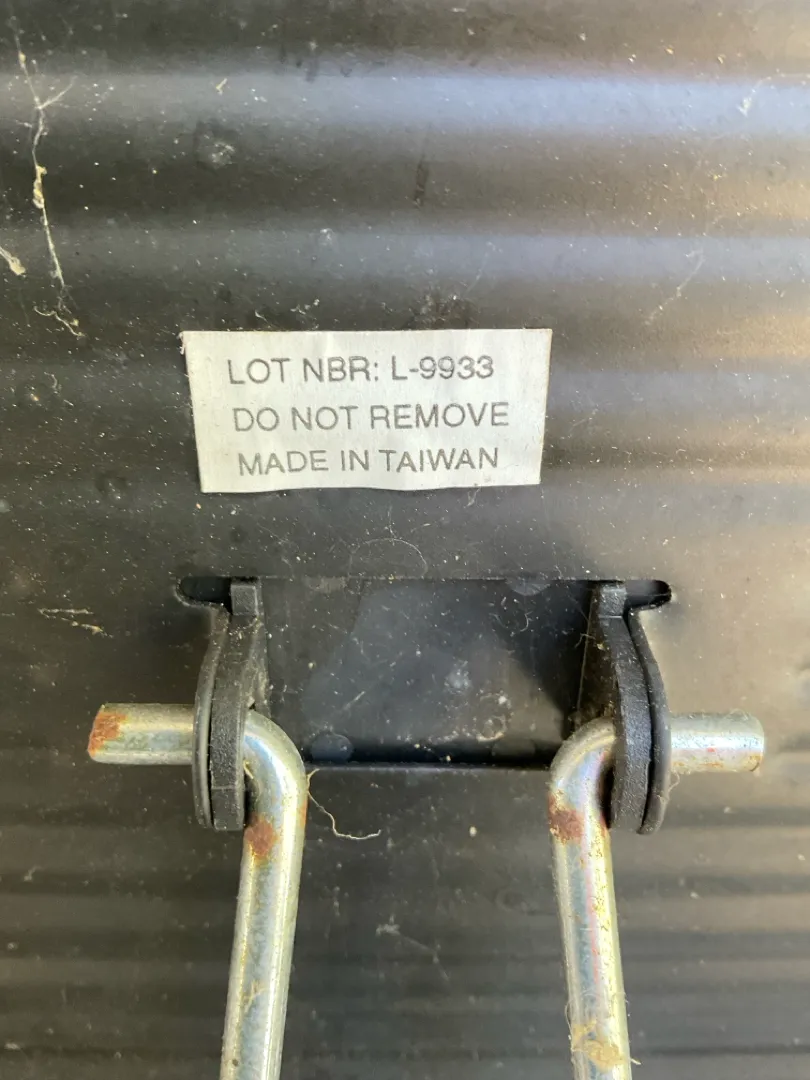 LOT NBR: L-9933
DO NOT REMOVE
MADE IN TAIWAN